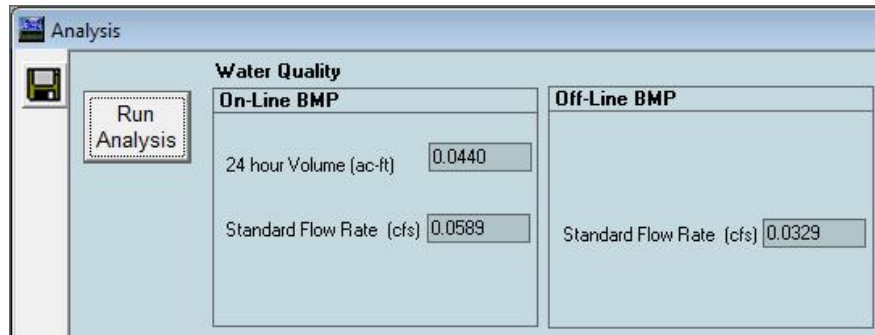 Analysis
Run
Analysis
Water Quality
On-Line BMP
24 hour Volume (ac-ft) 0.0440
Standard Flow Rate (cfs) 0.0589
Off-Line BMP
Standard Flow Rate (cfs) 0.0329